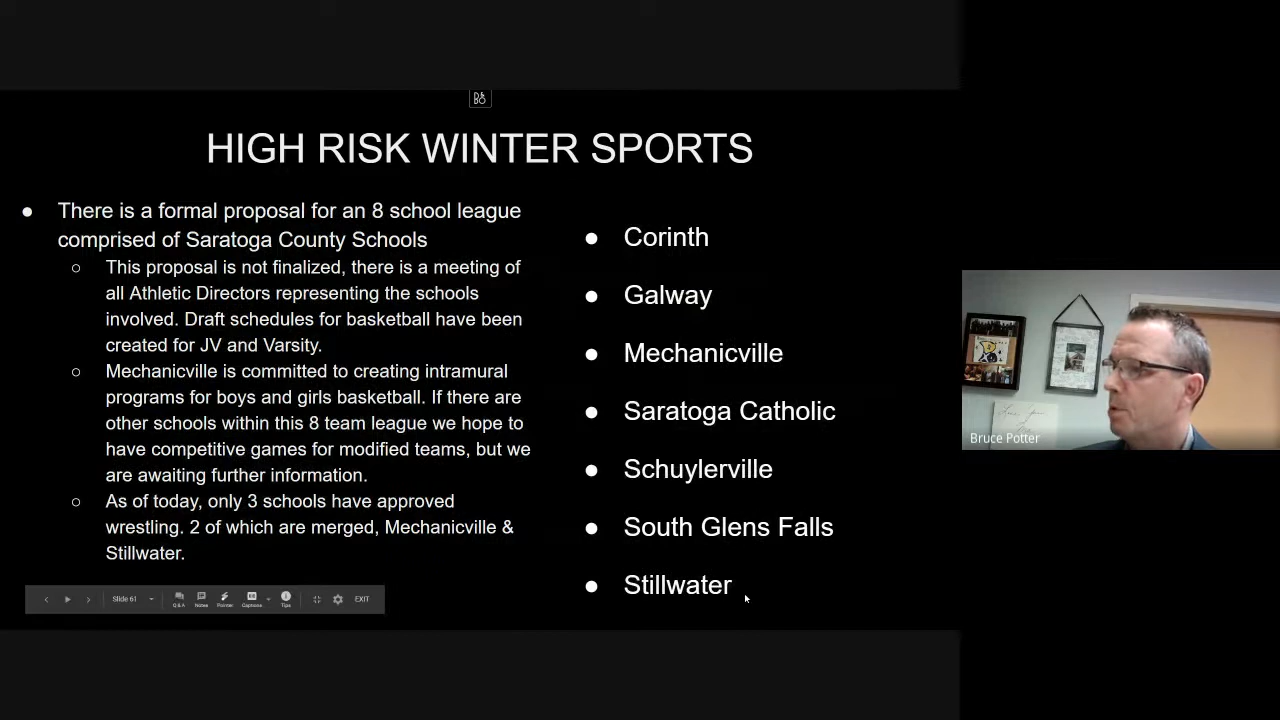 HIGH RISK WINTER SPORTS
● There is a formal proposal for an 8 school league
comprised of Saratoga County Schools
○ This proposal is not finalized, there is a meeting of
all Athletic Directors representing the schools
involved. Draft schedules for basketball have been
created for JV and Varsity.
○ Mechanicville is committed to creating intramural
programs for boys and girls basketball. If there are
other schools within this 8 team league we hope to
have competitive games for modified teams, but we
are awaiting further information.
○ As of today, only 3 schools have approved
wrestling. 2 of which are merged, Mechanicville &
Stillwater.
● Corinth
● Galway
● Mechanicville
● Saratoga Catholic
● Schuylerville
● South Glens Falls
● Stillwater
Slide 61
Q&A Notes Pointer Captions Tips EXIT
Bruce Potter